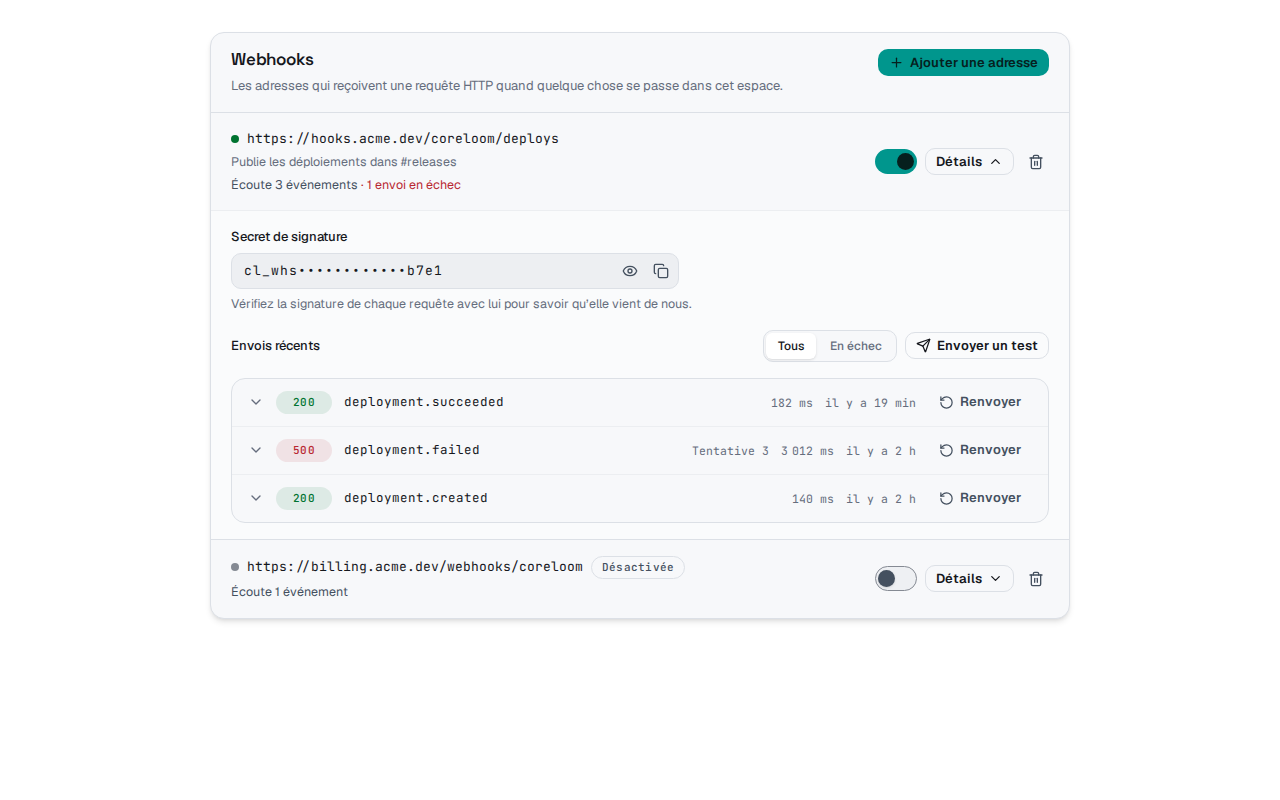 Webhooks
Ajouter une adresse
Les adresses qui reçoivent une requête HTTP quand quelque chose se passe dans cet espace.
https://hooks.acme.dev/coreloom/deploys
Publie les déploiements dans #releases
Écoute 3 événements · 1 envoi en échec
Détails
Secret de signature
cl_whs••••••••••••b7e1
Vérifiez la signature de chaque requête avec lui pour savoir qu'elle vient de nous.
Envois récents
Tous
En échec
Envoyer un test
200 deployment.succeeded 182 ms il y a 19 min Renvoyer
500 deployment.failed Tentative 3 3 012 ms il y a 2 h Renvoyer
200 deployment.created 140 ms il y a 2 h Renvoyer
https://billing.acme.dev/webhooks/coreloom Désactivée
Écoute 1 événement
Détails